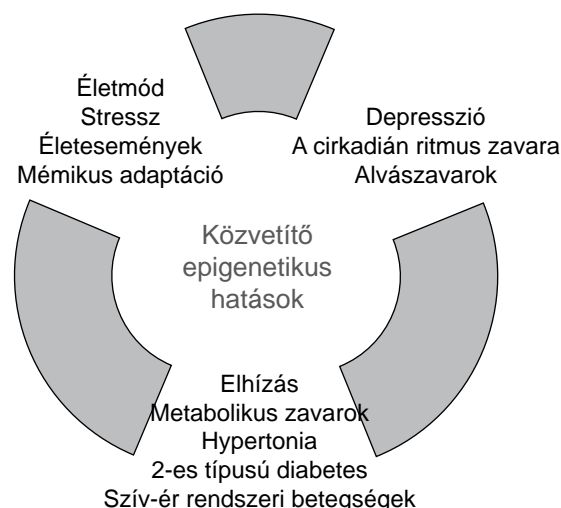 Életmód
Stressz
Életesemények
Mémikus adaptáció
Depresszió
A cirkadián ritmus zavara
Alvászavarok
Közvetítő
epigenetikus
hatások
Elhízás
Metabolikus zavarok
Hypertonia
2-es típusú diabetes
Szív-ér rendszeri betegségek